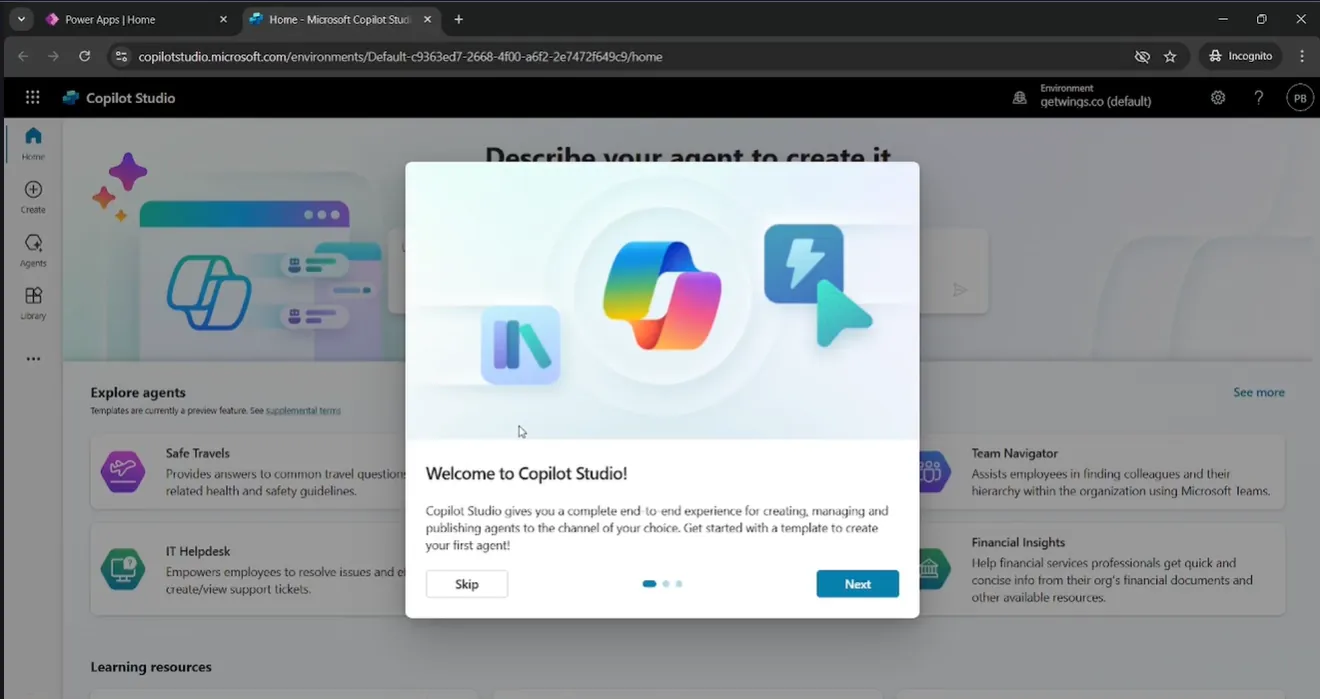 Power Apps | Home
Home - Microsoft Copilot Studi
copilotstudio.microsoft.com/environments/Default-c9363ed7-2668-4f00-a6f2-2e7472f649c9/home
Incognito
Copilot Studio
Environment
getwings.co (default)
?
PB
Home
Create
Agents
Library
Describe your agent to create it
Explore agents
See more
Templates are currently a preview feature. See supplemental terms
Safe Travels
Provides answers to common travel questions
related health and safety guidelines.
Team Navigator
Assists employees in finding colleagues and their
hierarchy within the organization using Microsoft Teams.
IT Helpdesk
Empowers employees to resolve issues and e
create/view support tickets.
Financial Insights
Help financial services professionals get quick and
concise info from their org's financial documents and
other available resources.
Welcome to Copilot Studio!
Copilot Studio gives you a complete end-to-end experience for creating, managing and
publishing agents to the channel of your choice. Get started with a template to create
your first agent!
Skip
Next
Learning resources